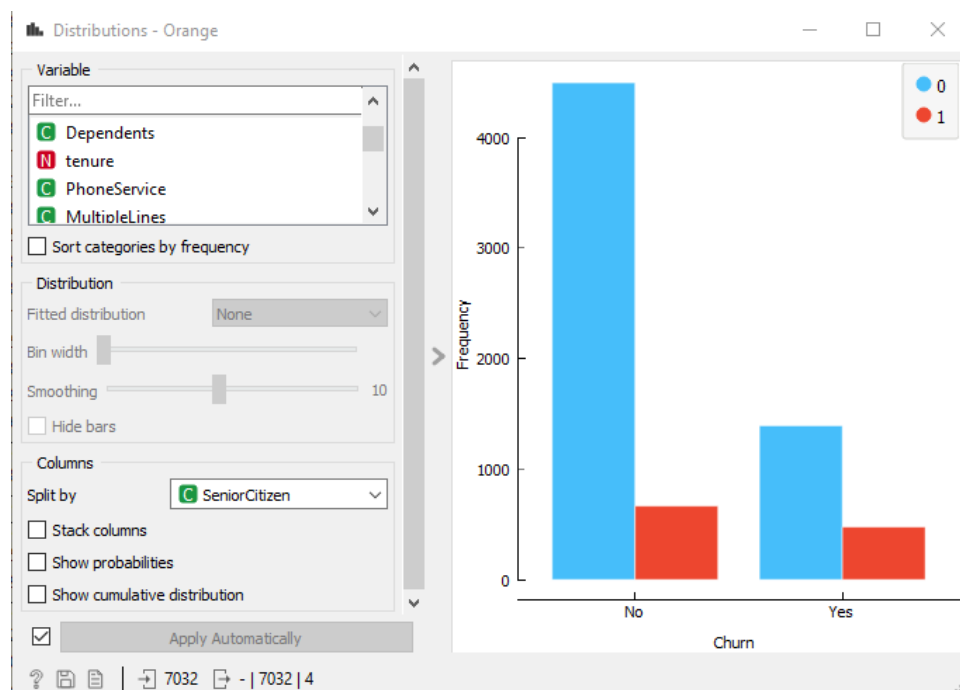 Distributions - Orange
Variable
Filter...
C Dependents
N tenure
C PhoneService
C MultipleLines
Sort categories by frequency
Distribution
Fitted distribution None
Bin width
Smoothing 10
Hide bars
Columns
Split by C SeniorCitizen
Stack columns
Show probabilities
Show cumulative distribution
Apply Automatically
? 7032 - | 7032 | 4
0
1
Frequency
4000
3000
2000
1000
0
No Yes
Churn